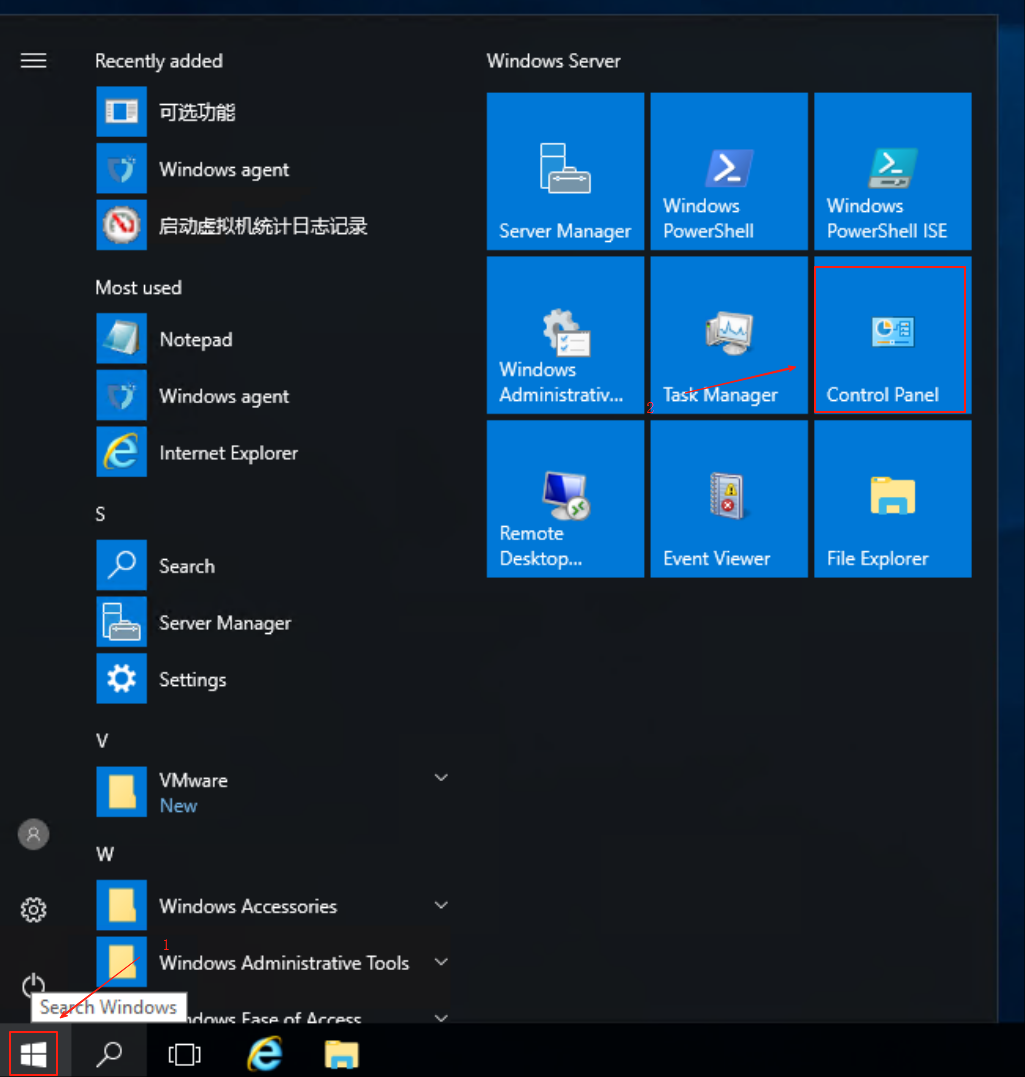 Recently added
可选功能
Windows agent
启动虚拟机统计日志记录
Most used
Notepad
Windows agent
Internet Explorer
S
Search
Server Manager
Settings
V
VMware
New
W
Windows Accessories
1
Windows Administrative Tools
Search Windows
ndows Ease of Access
Windows Server
Server Manager
Windows
PowerShell
Windows
PowerShell ISE
Windows
Administrativ...
2
Task Manager
Control Panel
Remote
Desktop...
Event Viewer
File Explorer